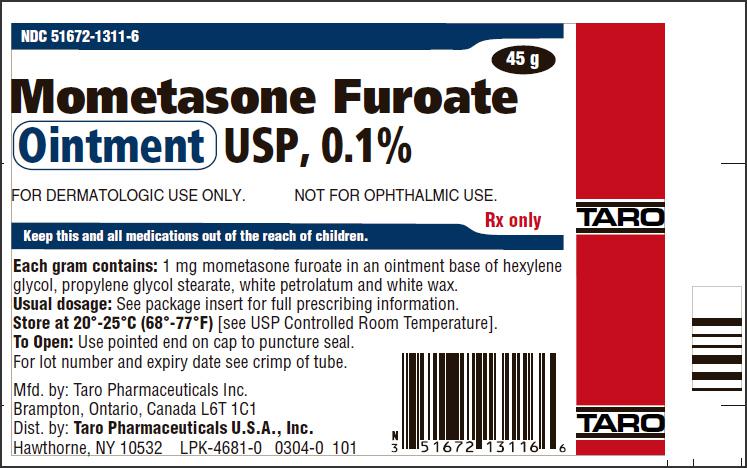 NDC 51672-1311-6
45 g
Mometasone Furoate
Ointment USP, 0.1%
FOR DERMATOLOGIC USE ONLY. NOT FOR OPHTHALMIC USE.
Rx only
Keep this and all medications out of the reach of children.
Each gram contains: 1 mg mometasone furoate in an ointment base of hexylene
glycol, propylene glycol stearate, white petrolatum and white wax.
Usual dosage: See package insert for full prescribing information.
Store at 20°-25°C (68°-77°F) [see USP Controlled Room Temperature].
To Open: Use pointed end on cap to puncture seal.
For lot number and expiry date see crimp of tube.
Mfd. by: Taro Pharmaceuticals Inc.
Brampton, Ontario, Canada L6T 1C1
Dist. by: Taro Pharmaceuticals U.S.A., Inc.
Hawthorne, NY 10532 LPK-4681-0 0304-0 101
N
3 51672 13116 6
TARO
TARO